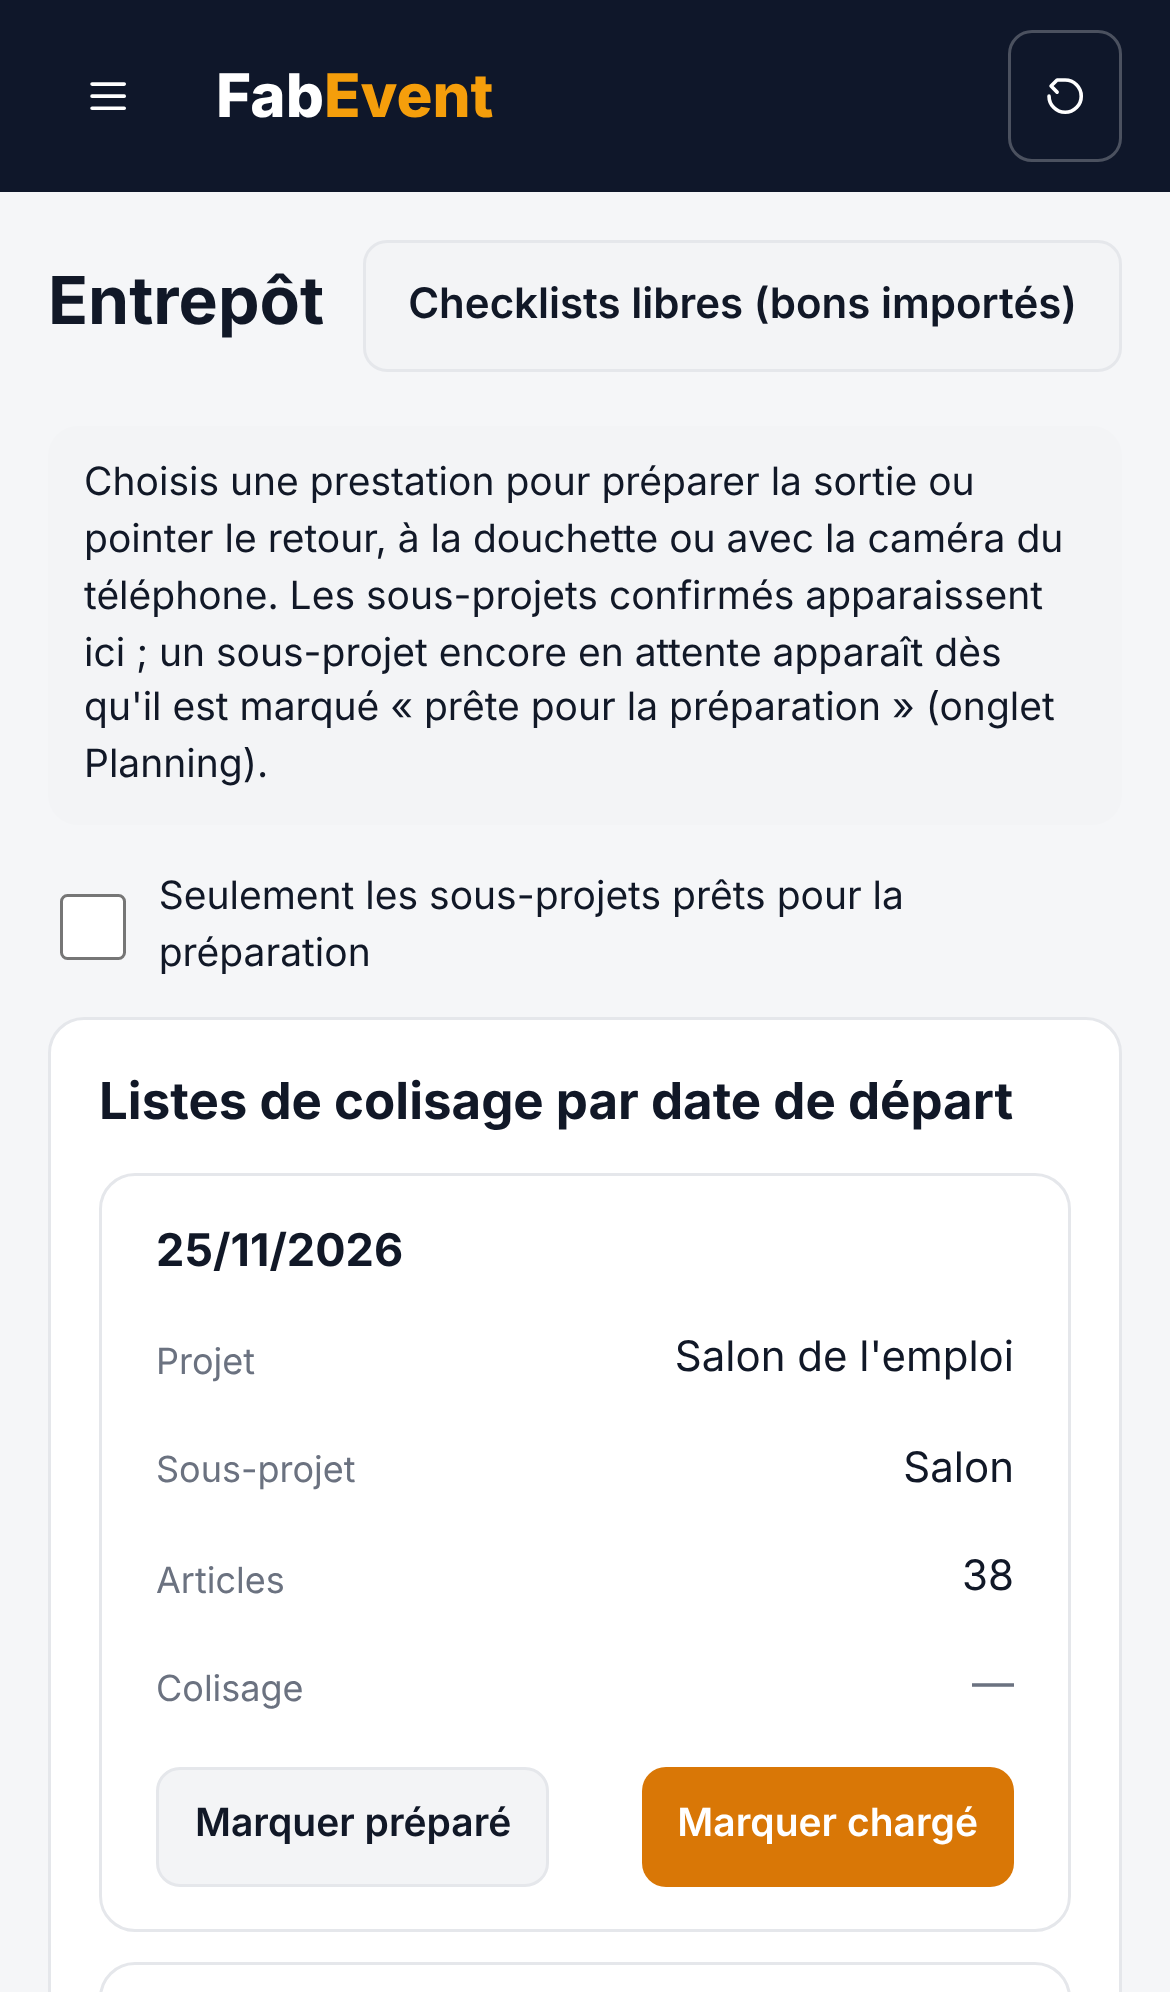 FabEvent
Entrepôt
Checklists libres (bons importés)
Choisis une prestation pour préparer la sortie ou
pointer le retour, à la douchette ou avec la caméra du
téléphone. Les sous-projets confirmés apparaissent
ici ; un sous-projet encore en attente apparaît dès
qu'il est marqué « prête pour la préparation » (onglet
Planning).
Seulement les sous-projets prêts pour la
préparation
Listes de colisage par date de départ
25/11/2026
Projet Salon de l'emploi
Sous-projet Salon
Articles 38
Colisage —
Marquer préparé Marquer chargé